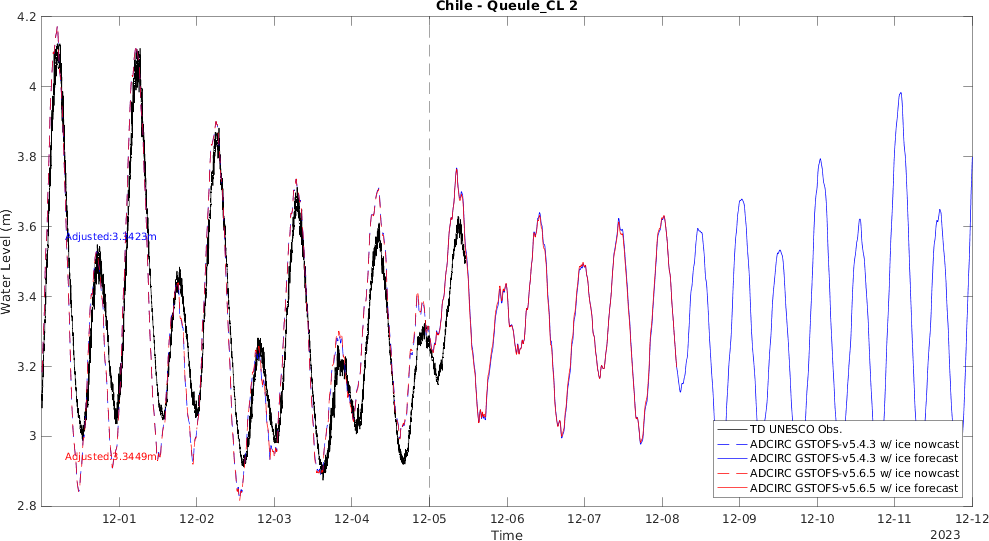 Chile - Queule_CL 2
4.2
4
3.8
3.6
3.4
3.2
3
2.8
Water Level (m)
Adjusted:3.3423m
Adjusted:3.3449m
TD UNESCO Obs.
ADCIRC GSTOFS-v5.4.3 w/ ice nowcast
ADCIRC GSTOFS-v5.4.3 w/ ice forecast
ADCIRC GSTOFS-v5.6.5 w/ ice nowcast
ADCIRC GSTOFS-v5.6.5 w/ ice forecast
12-01 12-02 12-03 12-04 12-05 12-06 12-07 12-08 12-09 12-10 12-11 12-12
Time
2023